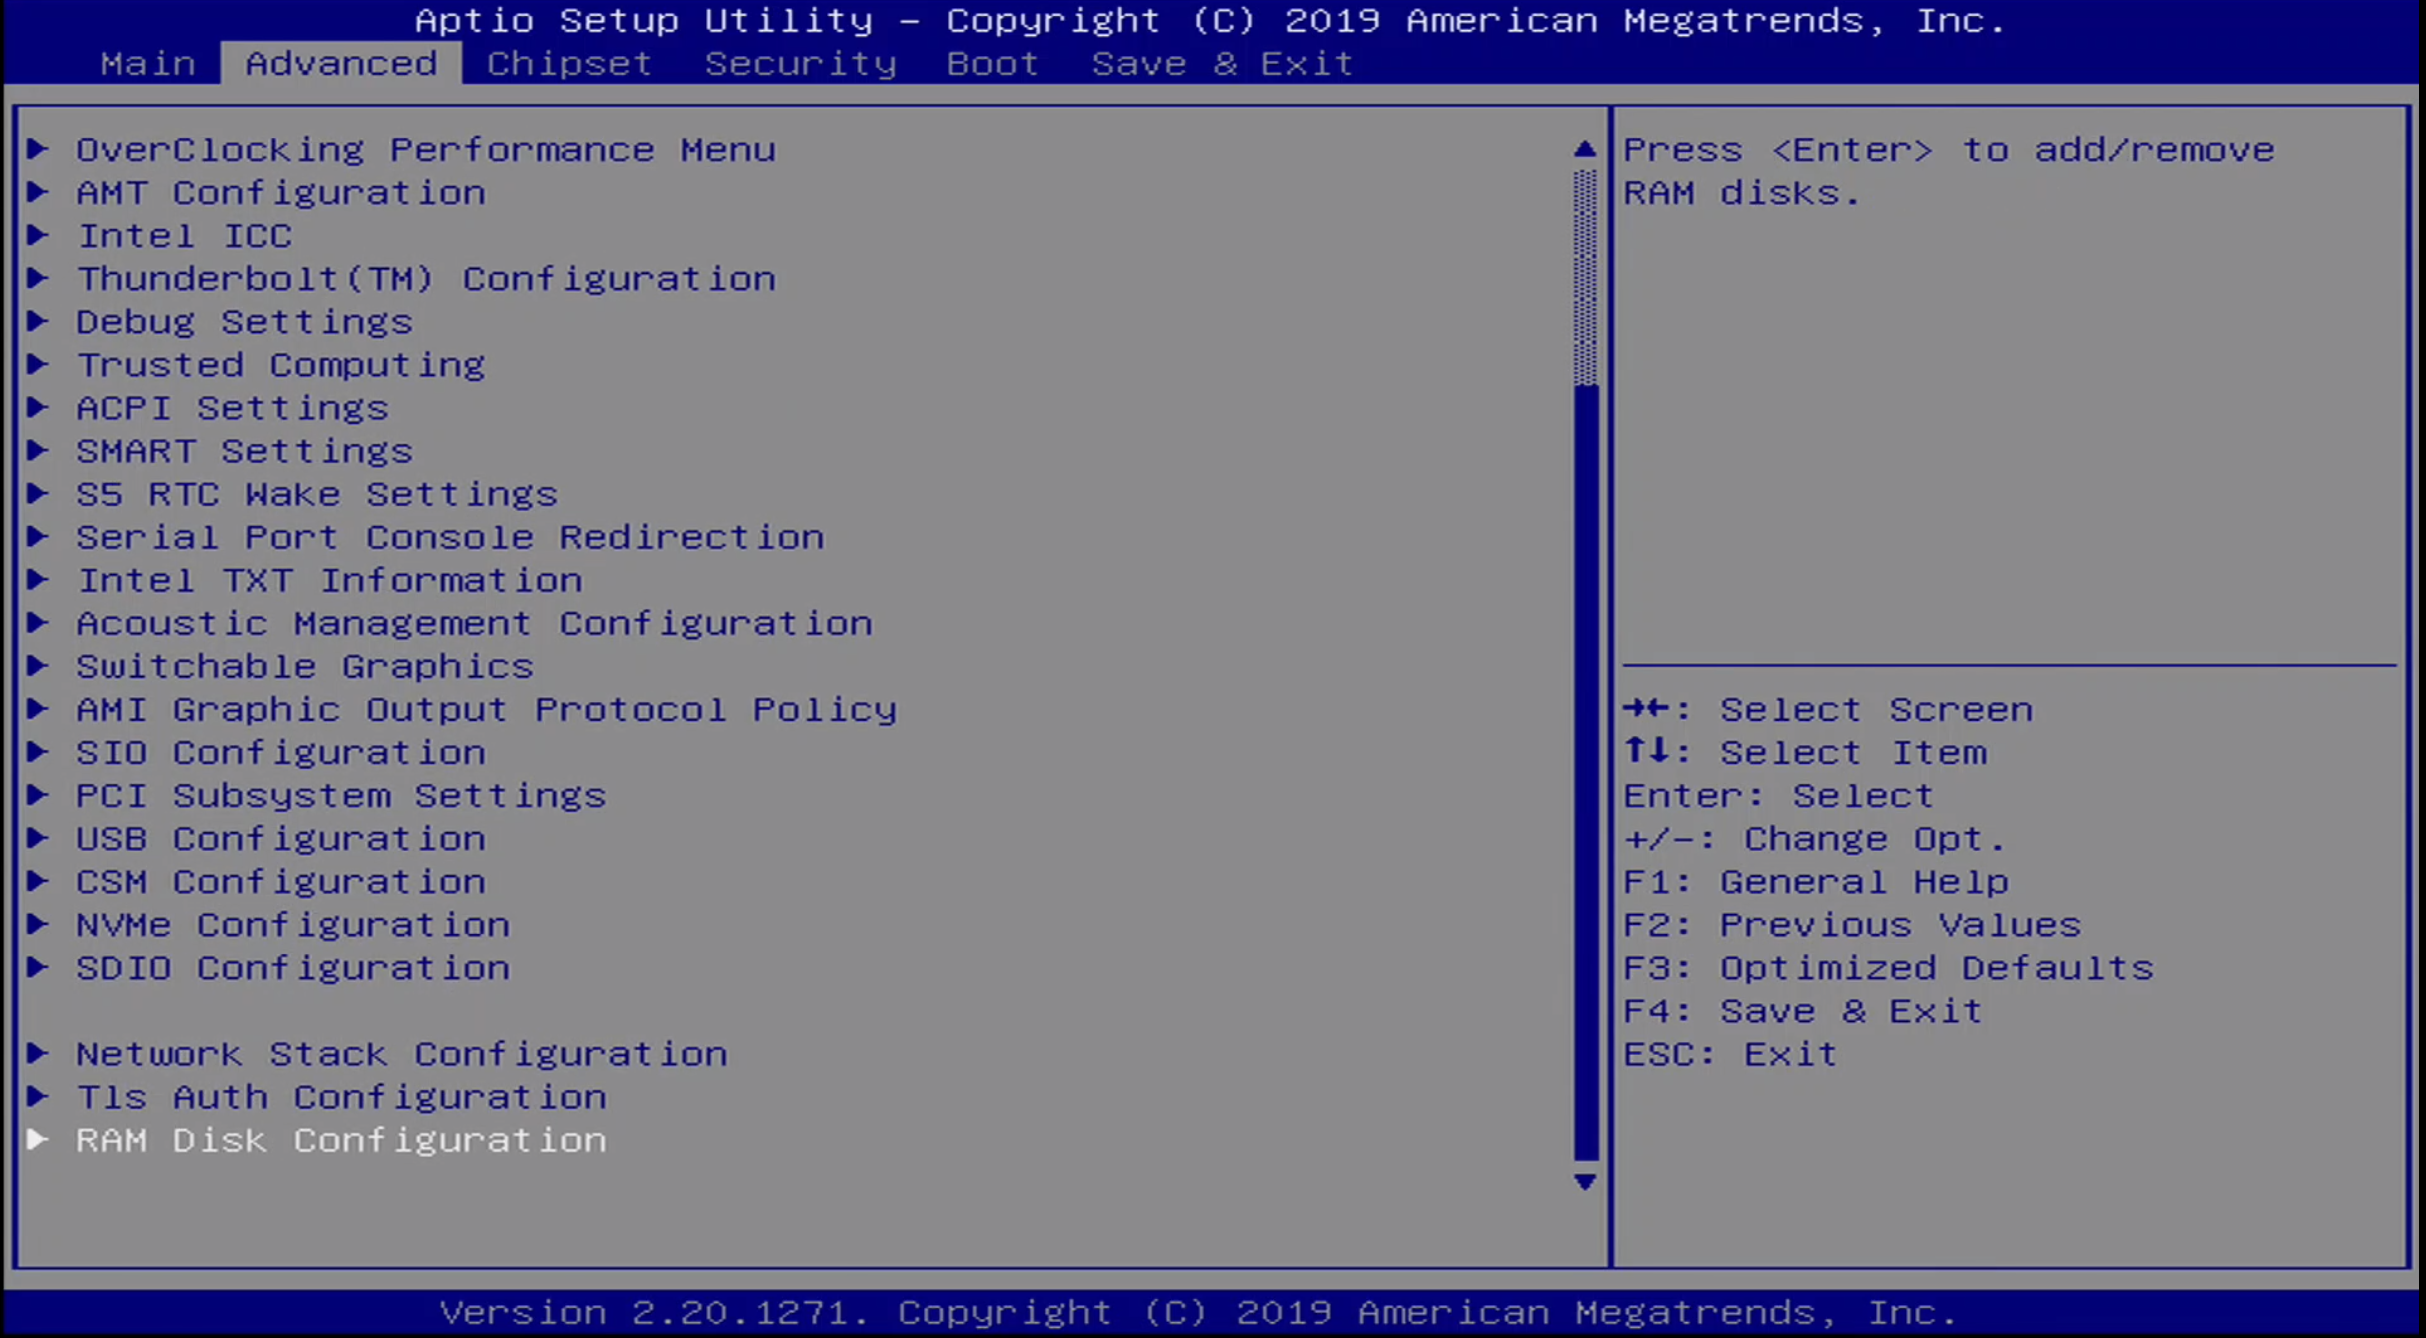 Aptio Setup Utility – Copyright (C) 2019 American Megatrends, Inc.
Main Advanced Chipset Security Boot Save & Exit
OverClocking Performance Menu
AMT Configuration
Intel ICC
Thunderbolt(TM) Configuration
Debug Settings
Trusted Computing
ACPI Settings
SMART Settings
S5 RTC Wake Settings
Serial Port Console Redirection
Intel TXT Information
Acoustic Management Configuration
Switchable Graphics
AMI Graphic Output Protocol Policy
SIO Configuration
PCI Subsystem Settings
USB Configuration
CSM Configuration
NVMe Configuration
SDIO Configuration
Network Stack Configuration
Tls Auth Configuration
RAM Disk Configuration
Press <Enter> to add/remove
RAM disks.
→←: Select Screen
↑↓: Select Item
Enter: Select
+/-: Change Opt.
F1: General Help
F2: Previous Values
F3: Optimized Defaults
F4: Save & Exit
ESC: Exit
Version 2.20.1271. Copyright (C) 2019 American Megatrends, Inc.